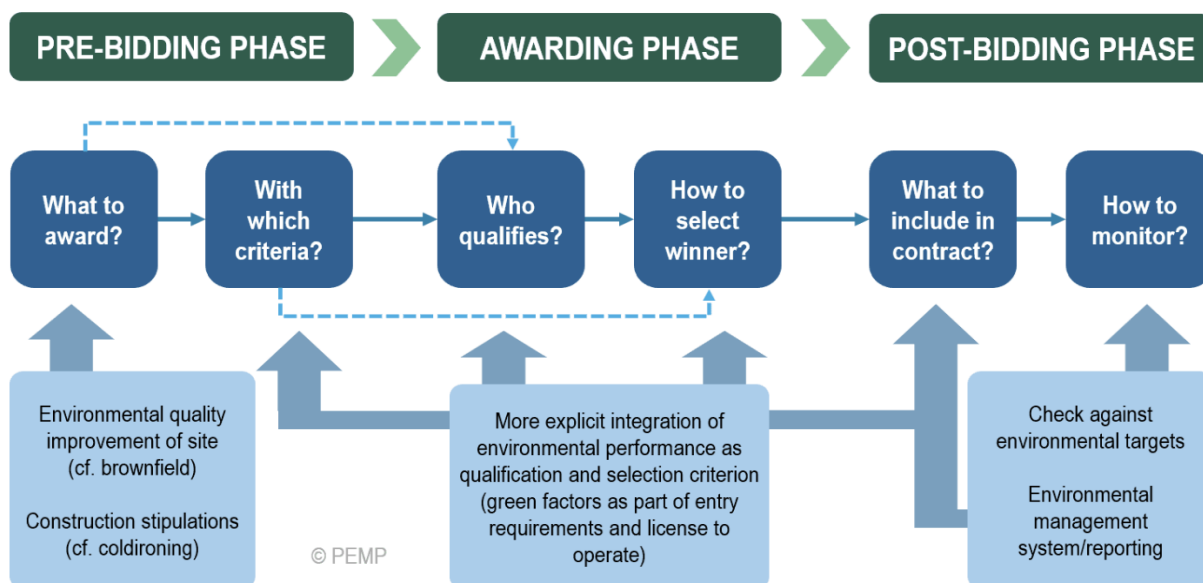 PRE-BIDDING PHASE
AWARDING PHASE
POST-BIDDING PHASE
What to
award?
With
which
criteria?
Who
qualifies?
How to
select
winner?
What to
include in
contract?
How to
monitor?
Environmental quality
improvement of site
(cf. brownfield)
Construction stipulations
(cf. coldironing)
More explicit integration of
environmental performance as
qualification and selection criterion
(green factors as part of entry
requirements and license to
operate)
Check against
environmental targets
Environmental
management
system/reporting
© PEMP